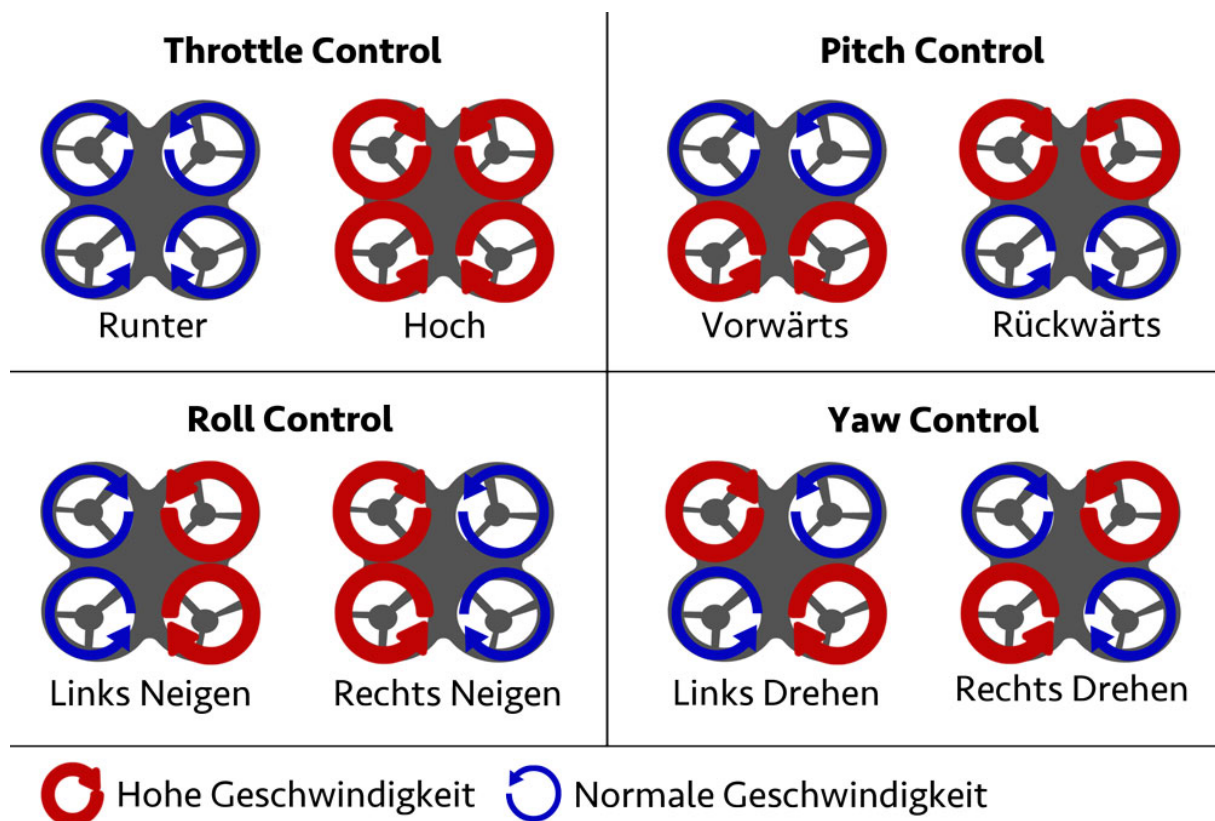 Throttle Control
Pitch Control
Runter
Hoch
Vorwärts
Rückwärts
Roll Control
Yaw Control
Links Neigen
Rechts Neigen
Links Drehen
Rechts Drehen
Hohe Geschwindigkeit
Normale Geschwindigkeit